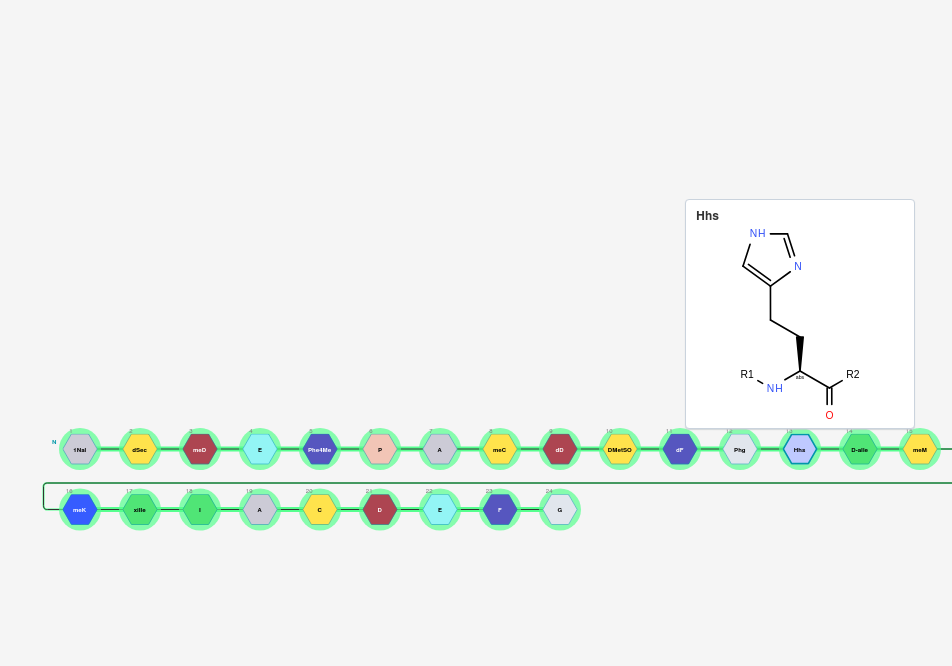 Hhs
NH
N
R1
NH
abs
R2
O
1 2 3 4 5 6 7 8 9 10 11 12 13 14 15
N 1Nal dSec meD E Phe4Me P A meC dD DMetSO dF Phg Hhs D-aIle meM
16 17 18 19 20 21 22 23 24
meK xiIle I A C D E F G